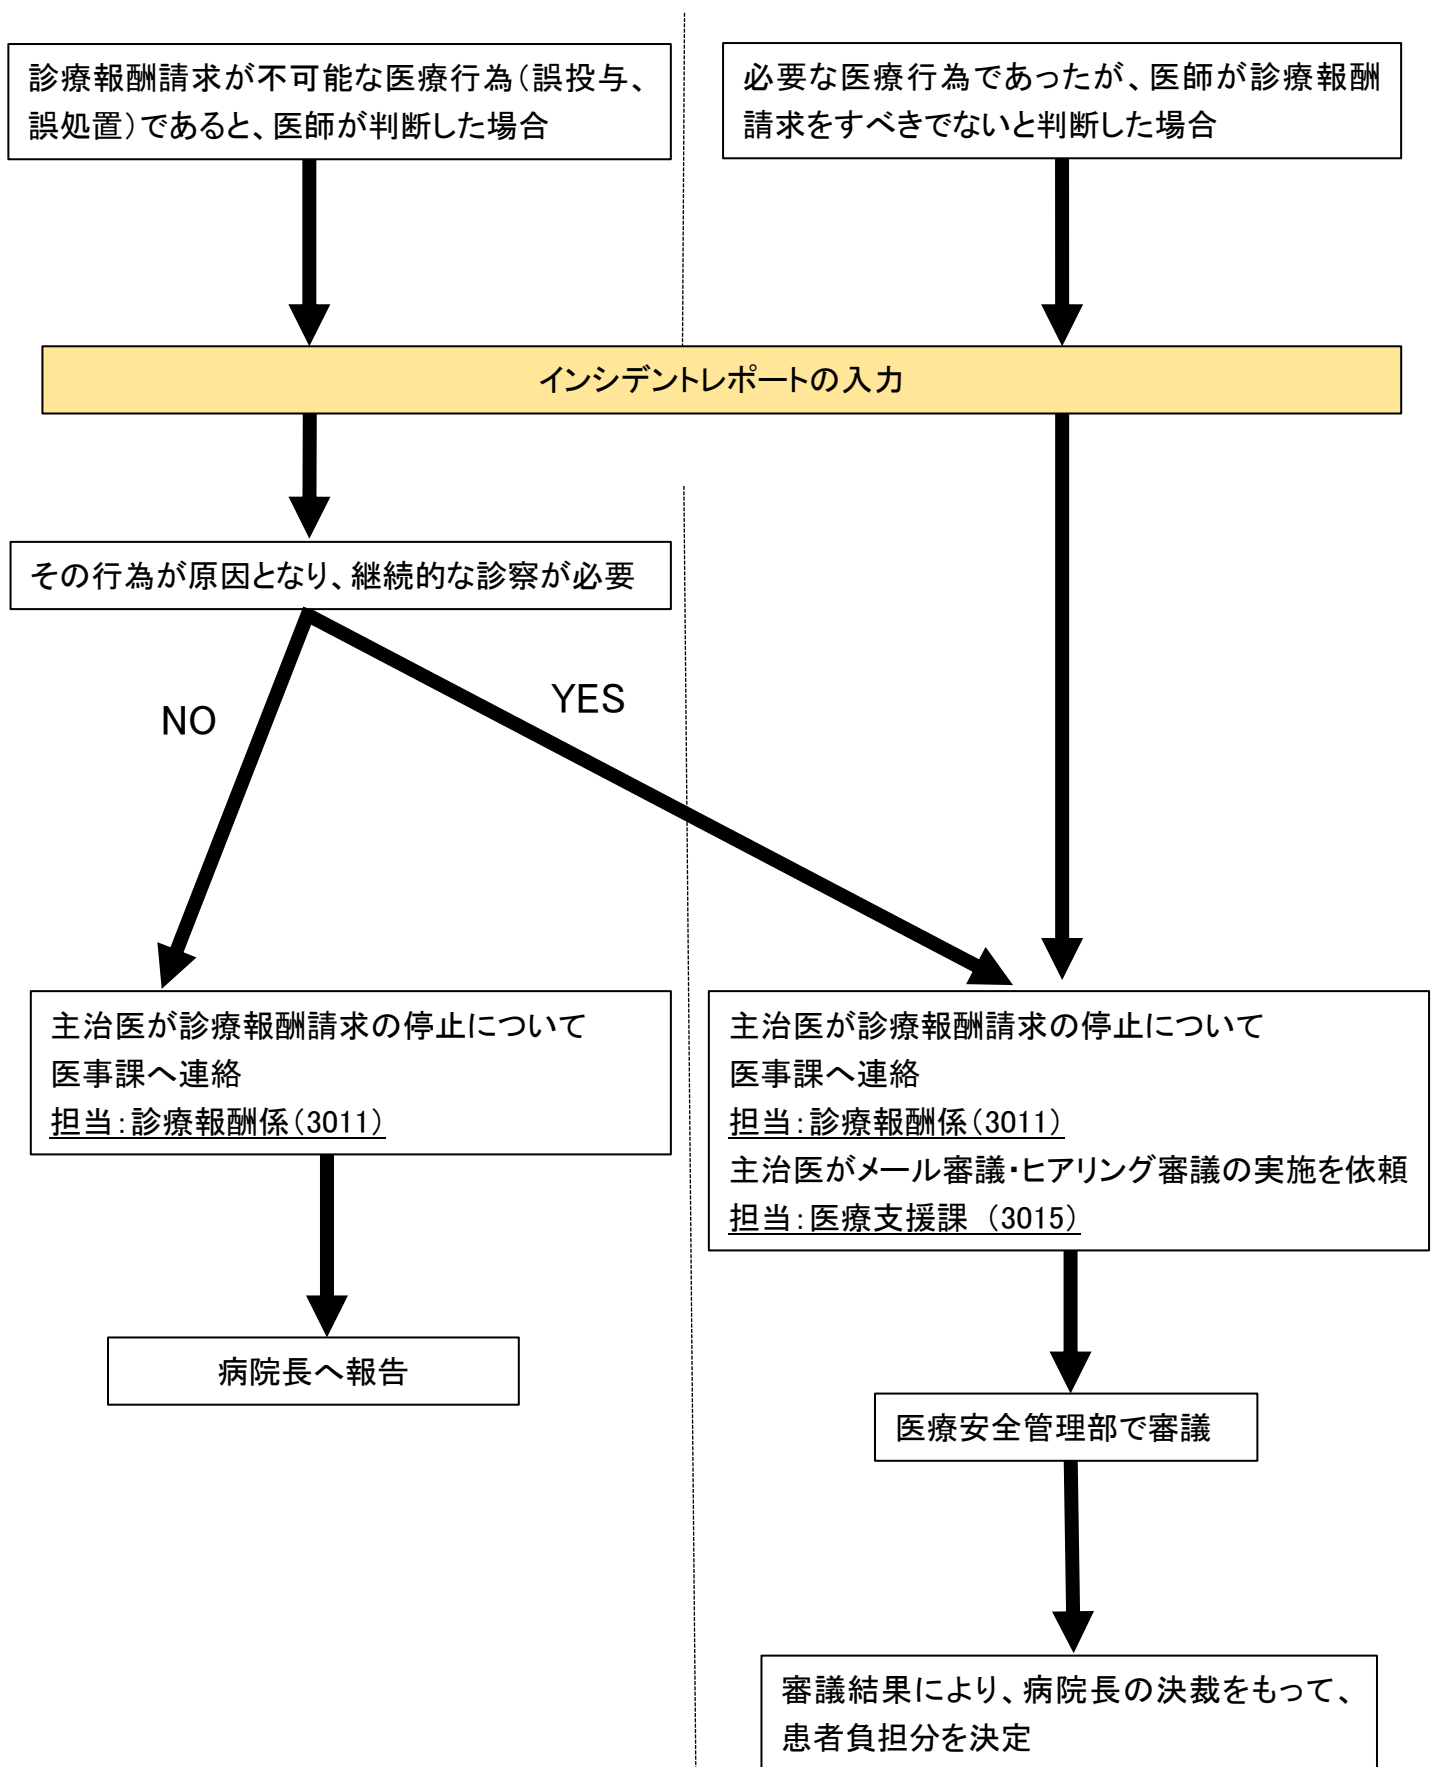 診療報酬請求が不可能な医療行為（誤投与、
誤処置）であると、医師が判断した場合
必要な医療行為であったが、医師が診療報酬
請求をすべきでないと判断した場合
インシデントレポートの入力
その行為が原因となり、継続的な診察が必要
NO
YES
主治医が診療報酬請求の停止について
医事課へ連絡
担当：診療報酬係（3011）
主治医が診療報酬請求の停止について
医事課へ連絡
担当：診療報酬係（3011）
主治医がメール審議・ヒアリング審議の実施を依頼
担当：医療支援課 （3015）
病院長へ報告
医療安全管理部で審議
審議結果により、病院長の決裁をもって、
患者負担分を決定